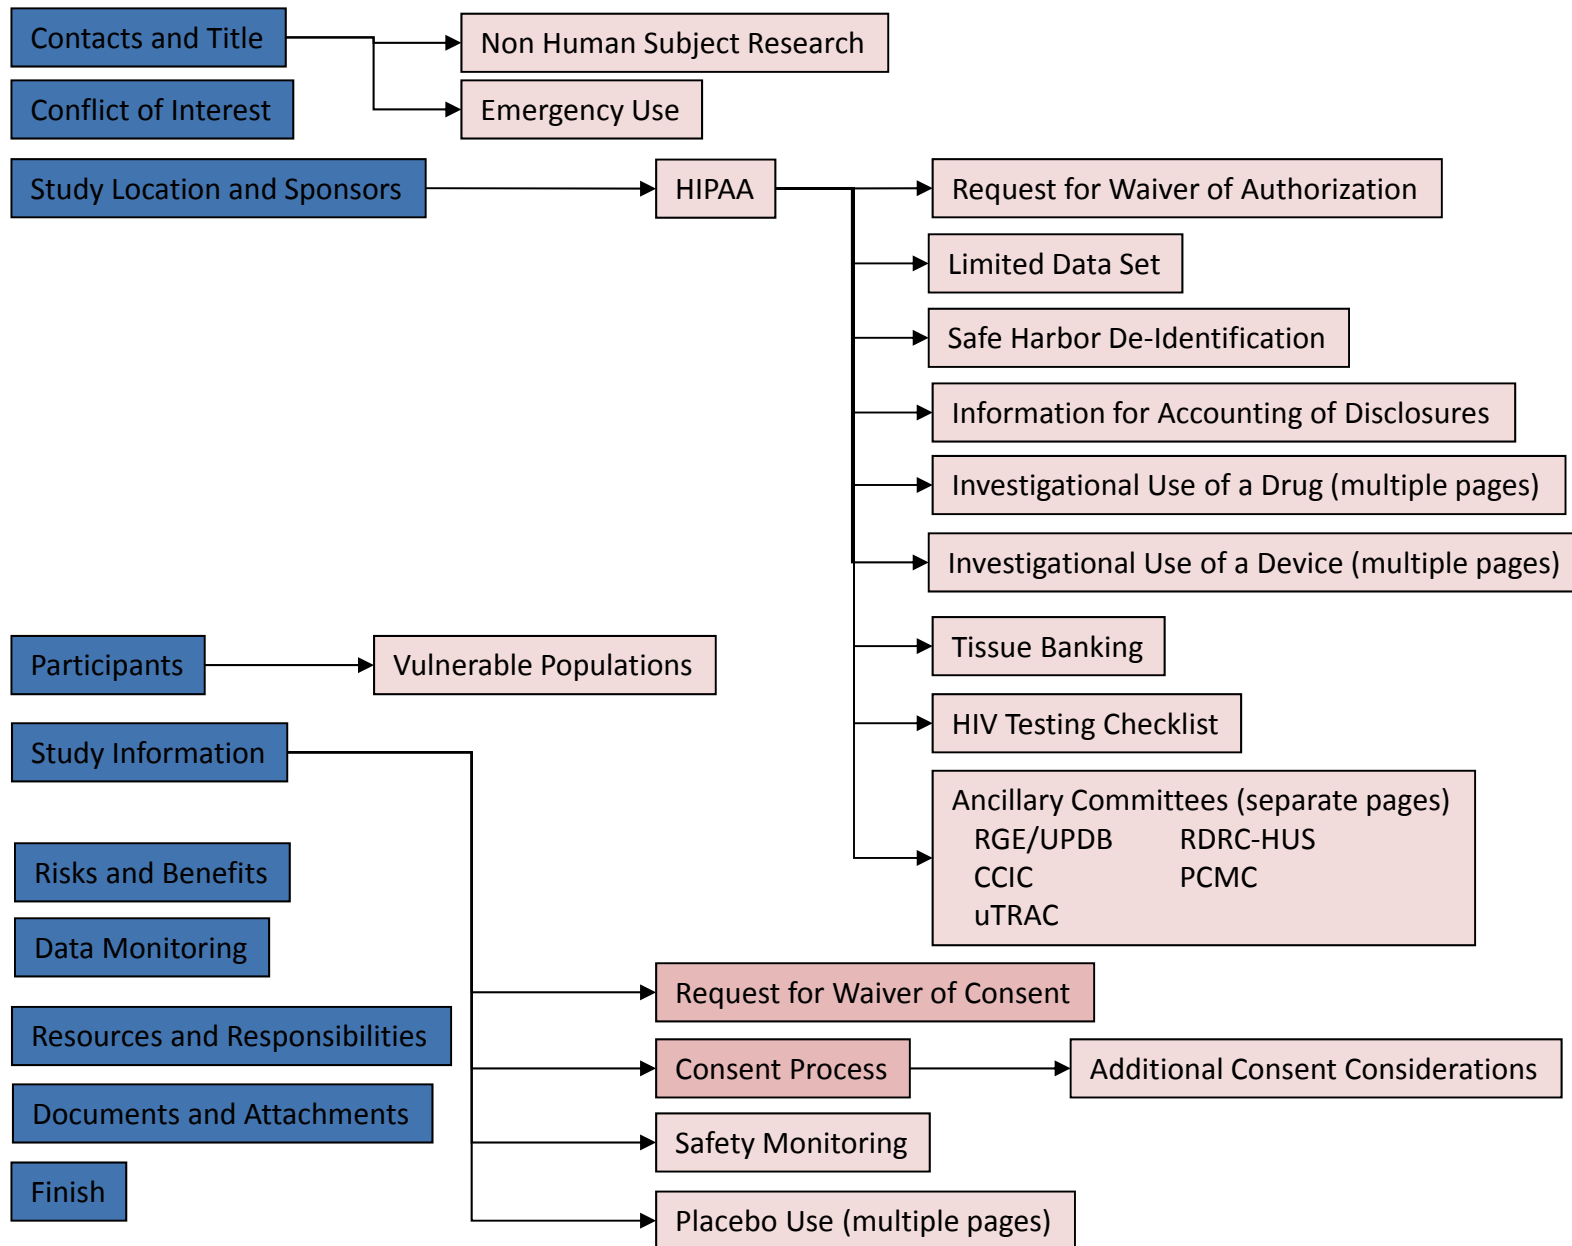 Contacts and Title
Non Human Subject Research
Conflict of Interest
Emergency Use
Study Location and Sponsors
HIPAA
Request for Waiver of Authorization
Limited Data Set
Safe Harbor De-Identification
Information for Accounting of Disclosures
Investigational Use of a Drug (multiple pages)
Investigational Use of a Device (multiple pages)
Tissue Banking
Participants
Vulnerable Populations
HIV Testing Checklist
Study Information
Ancillary Committees (separate pages)
RGE/UPDB RDRC-HUS
CCIC PCMC
uTRAC
Risks and Benefits
Data Monitoring
Request for Waiver of Consent
Resources and Responsibilities
Consent Process
Additional Consent Considerations
Documents and Attachments
Safety Monitoring
Finish
Placebo Use (multiple pages)